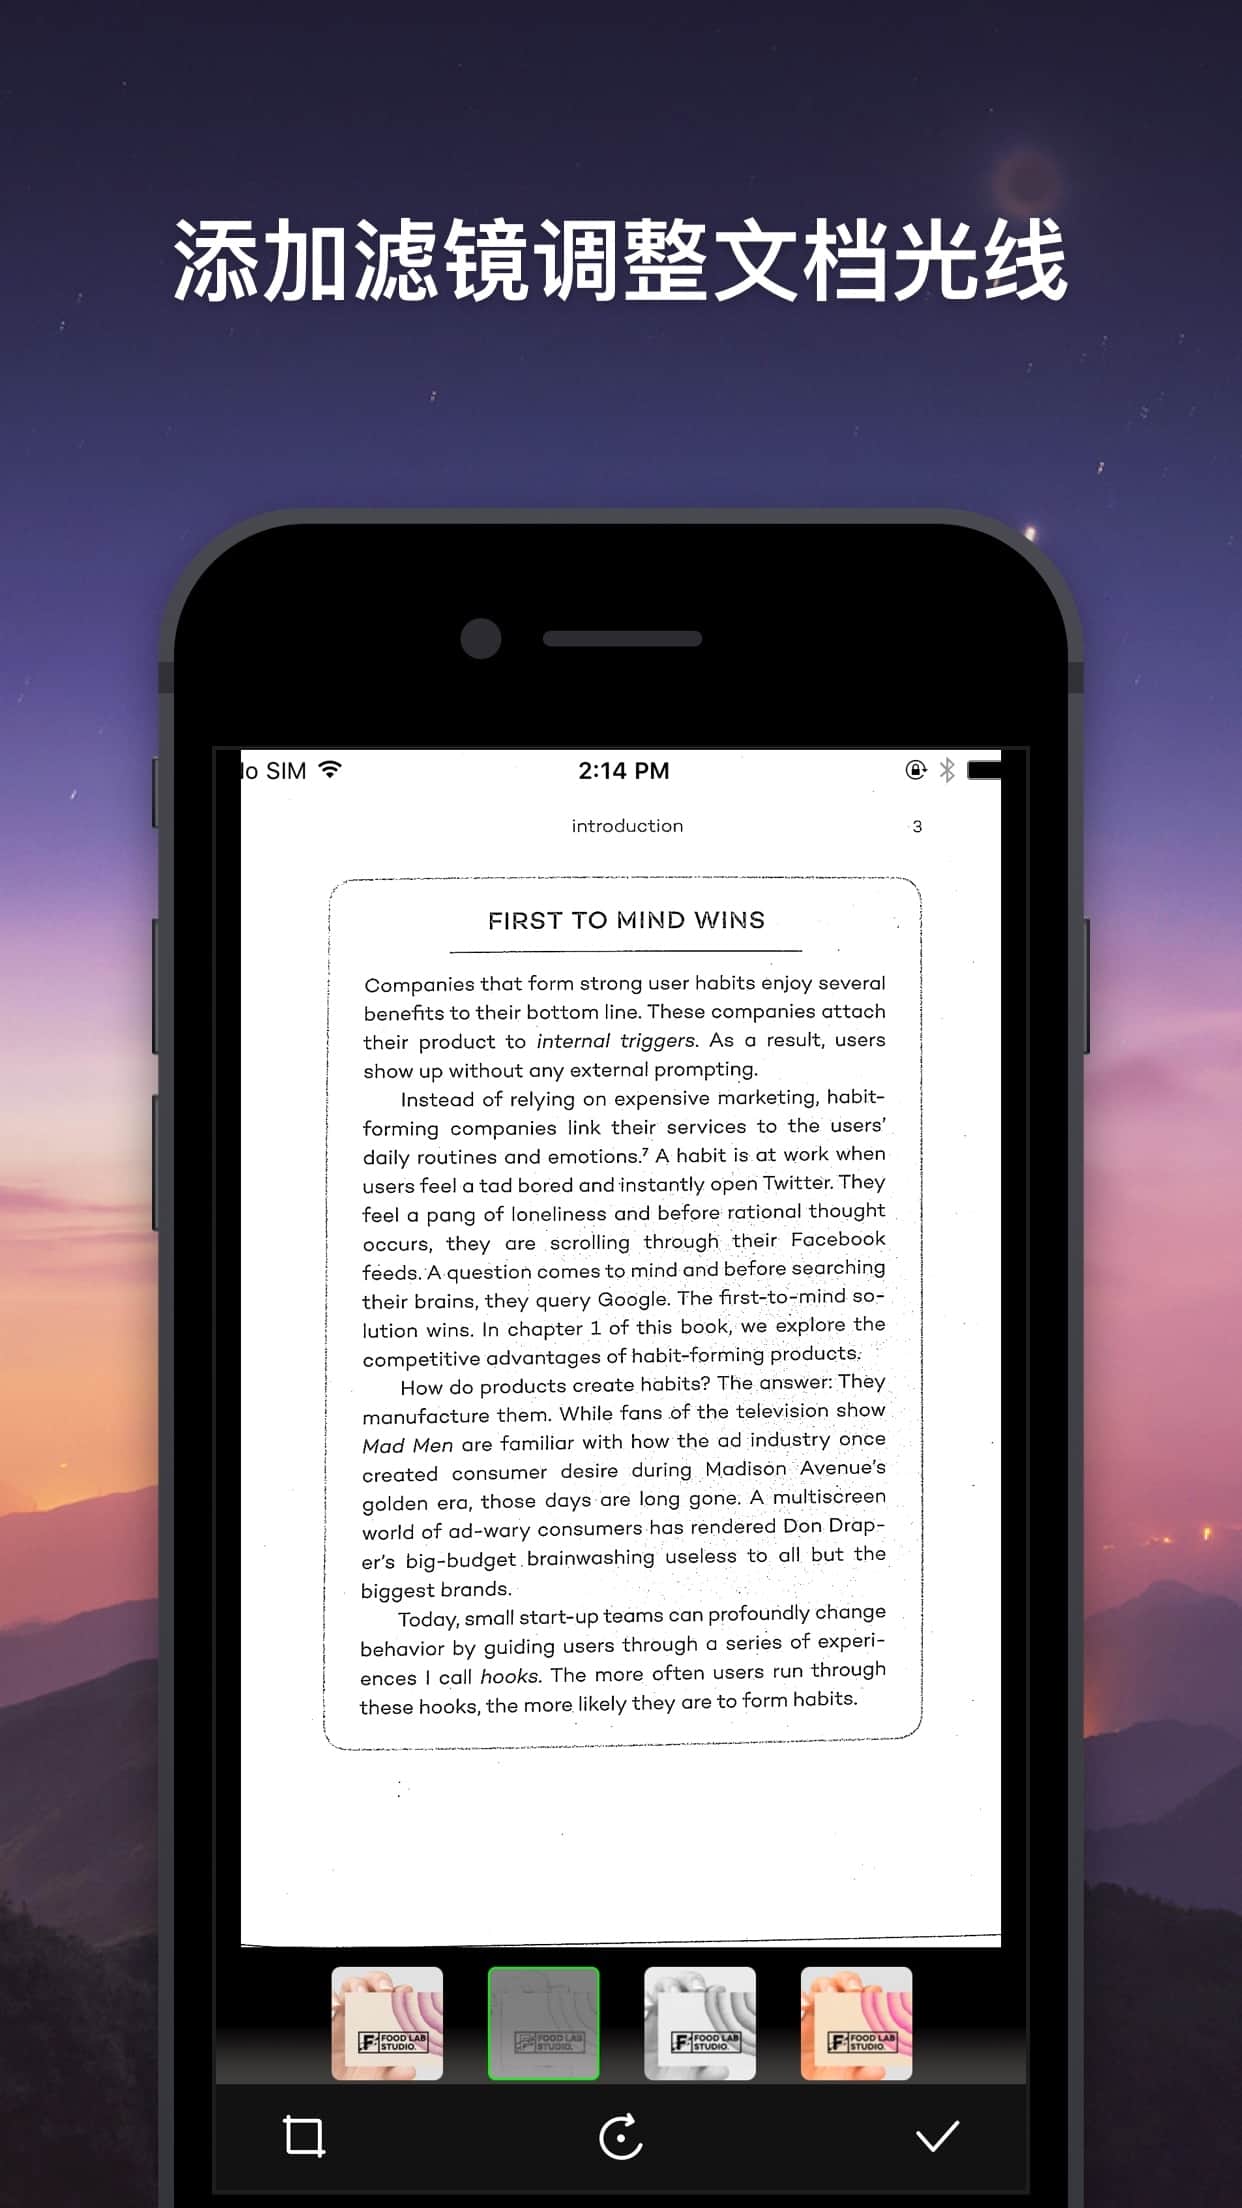 添加滤镜调整文档光线
lo SIM
2:14 PM
introduction 3
FIRST TO MIND WINS
Companies that form strong user habits enjoy several
benefits to their bottom line. These companies attach
their product to internal triggers. As a result, users
show up without any external prompting.
Instead of relying on expensive marketing, habit-
forming companies link their services to the users’
daily routines and emotions.⁷ A habit is at work when
users feel a tad bored and instantly open Twitter. They
feel a pang of loneliness and before rational thought
occurs, they are scrolling through their Facebook
feeds. A question comes to mind and before searching
their brains, they query Google. The first-to-mind so-
lution wins. In chapter 1 of this book, we explore the
competitive advantages of habit-forming products.
How do products create habits? The answer: They
manufacture them. While fans of the television show
Mad Men are familiar with how the ad industry once
created consumer desire during Madison Avenue’s
golden era, those days are long gone. A multiscreen
world of ad-wary consumers has rendered Don Drap-
er’s big-budget brainwashing useless to all but the
biggest brands.
Today, small start-up teams can profoundly change
behavior by guiding users through a series of experi-
ences I call hooks. The more often users run through
these hooks, the more likely they are to form habits.
F FOOD LAB
STUDIO.
F FOOD LAB
STUDIO.
F FOOD LAB
STUDIO.
F FOOD LAB
STUDIO.